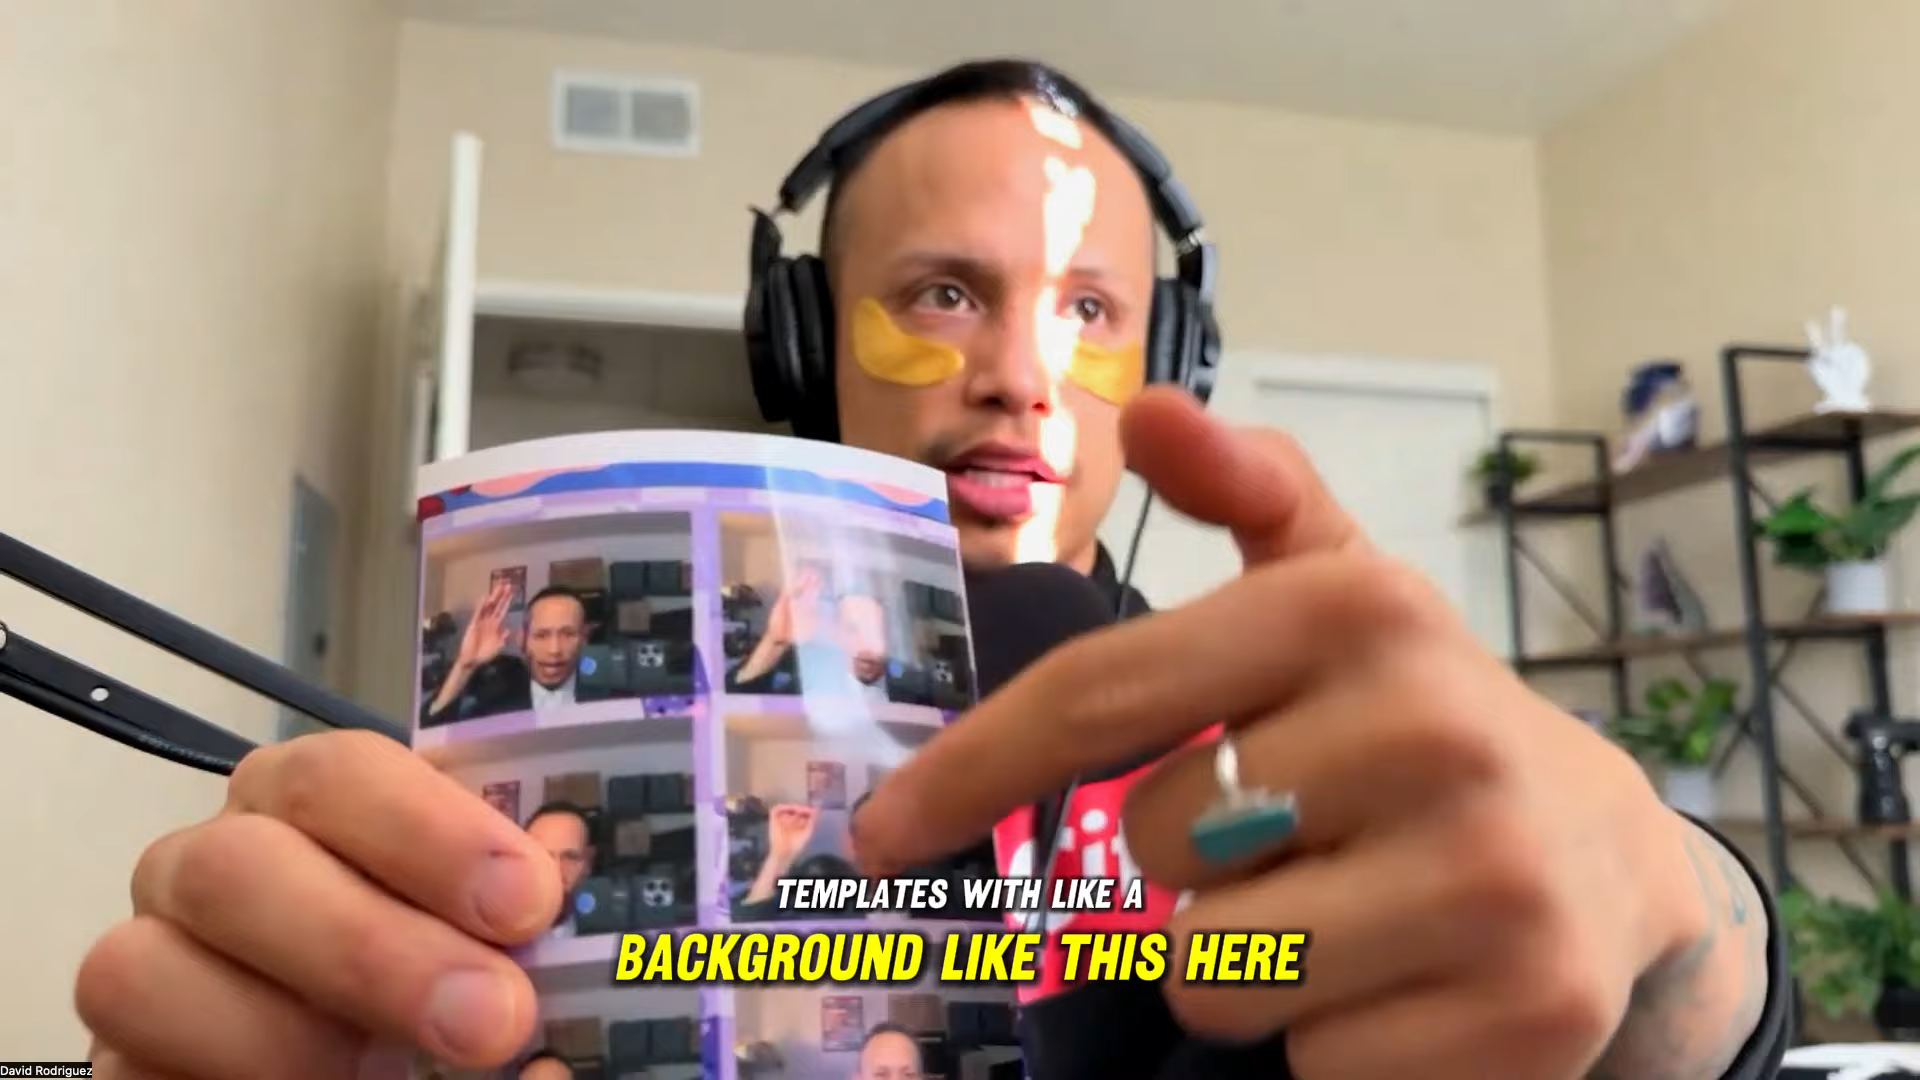 TEMPLATES WITH LIKE A
BACKGROUND LIKE THIS HERE
David Rodriguez